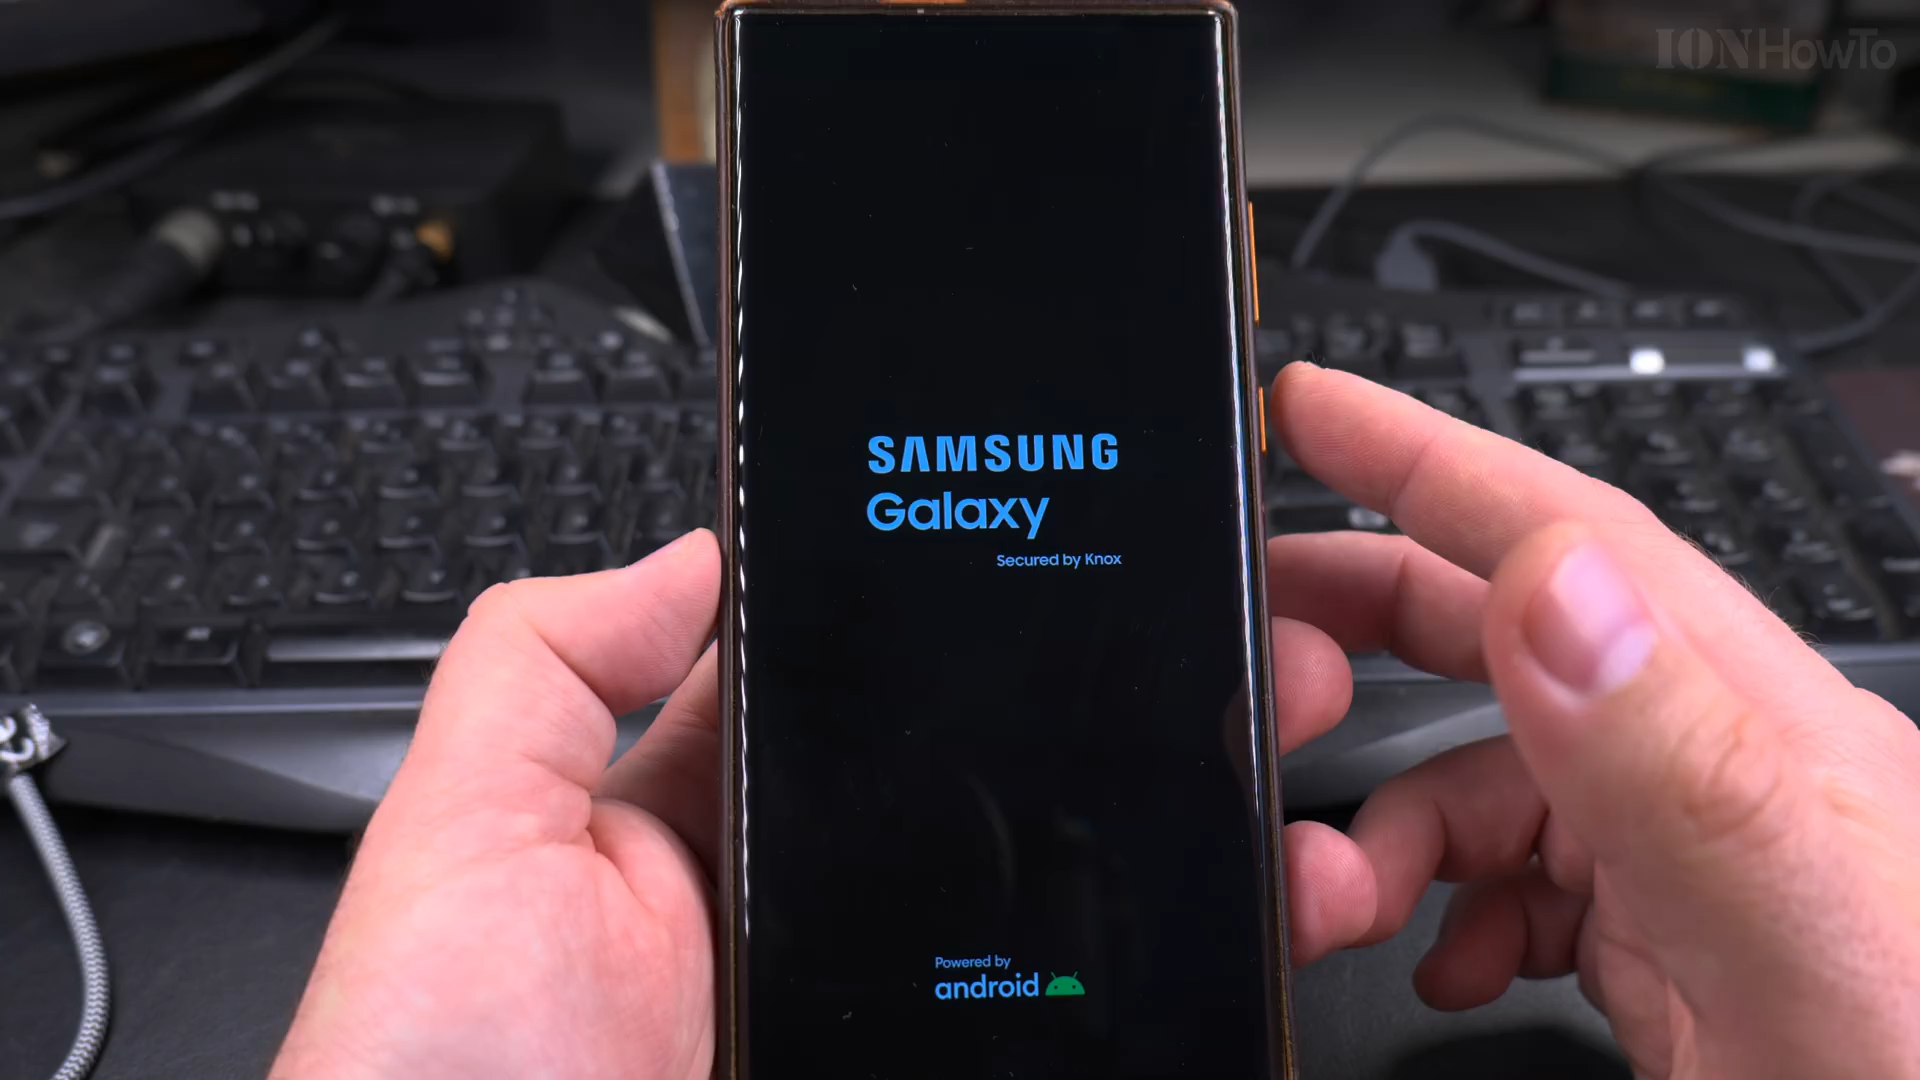 IONHowTo
SAMSUNG
Galaxy
Secured by Knox
Powered by
android